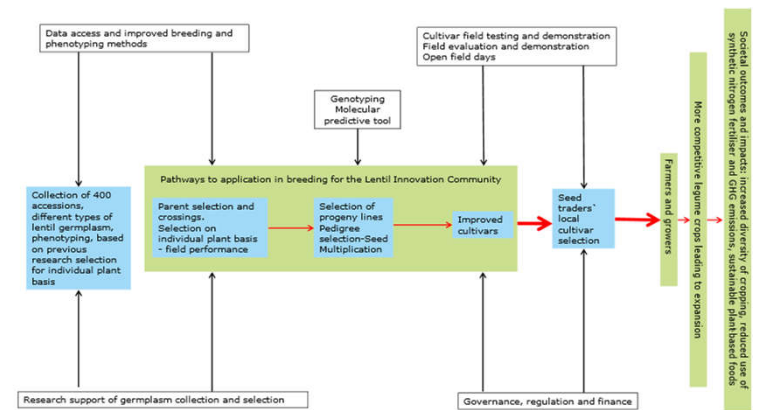 Data access and improved breeding and
phenotyping methods
Cultivar field testing and demonstration
Field evaluation and demonstration
Open field days
Genotyping
Molecular
predictive tool
Pathways to application in breeding for the Lentil Innovation Community
Collection of 400
accessions,
different types of
lentil germplasm,
phenotyping, based
on previous
research selection
for individual plant
basis
Parent selection and
crossings.
Selection on
individual plant basis
- field performance
Selection of
progeny lines
Pedigree
selection-Seed
Multiplication
Improved
cultivars
Seed
traders'
local
cultivar
selection
Farmers and growers
More competitive legume crops leading to expansion
Societal outcomes and impacts: increased diversity of cropping, reduced use of
synthetic nitrogen fertiliser and GHG emissions, sustainable plant-based foods
Research support of germplasm collection and selection
Governance, regulation and finance